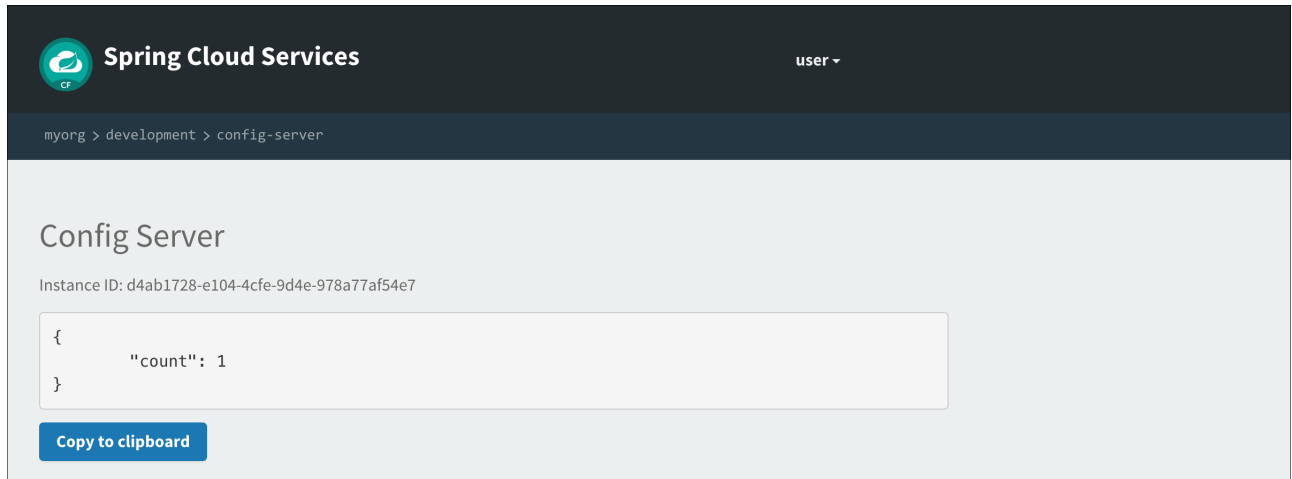 Spring Cloud Services
user
CF
myorg > development > config-server
Config Server
Instance ID: d4ab1728-e104-4cfe-9d4e-978a77af54e7
{
"count": 1
}
Copy to clipboard